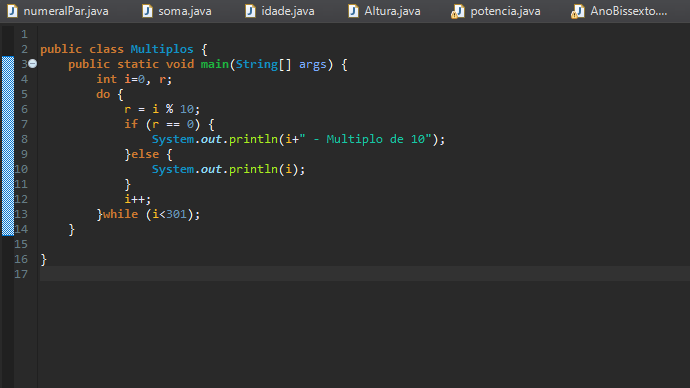 numeralPar.java soma.java idade.java Altura.java potencia.java AnoBissexto....
1
2 public class Multiplos {
3 public static void main(String[] args) {
4 int i=0, r;
5 do {
6 r = i % 10;
7 if (r == 0) {
8 System.out.println(i+" - Multiplo de 10");
9 }else {
10 System.out.println(i);
11 }
12 i++;
13 }while (i<301);
14 }
15
16 }
17